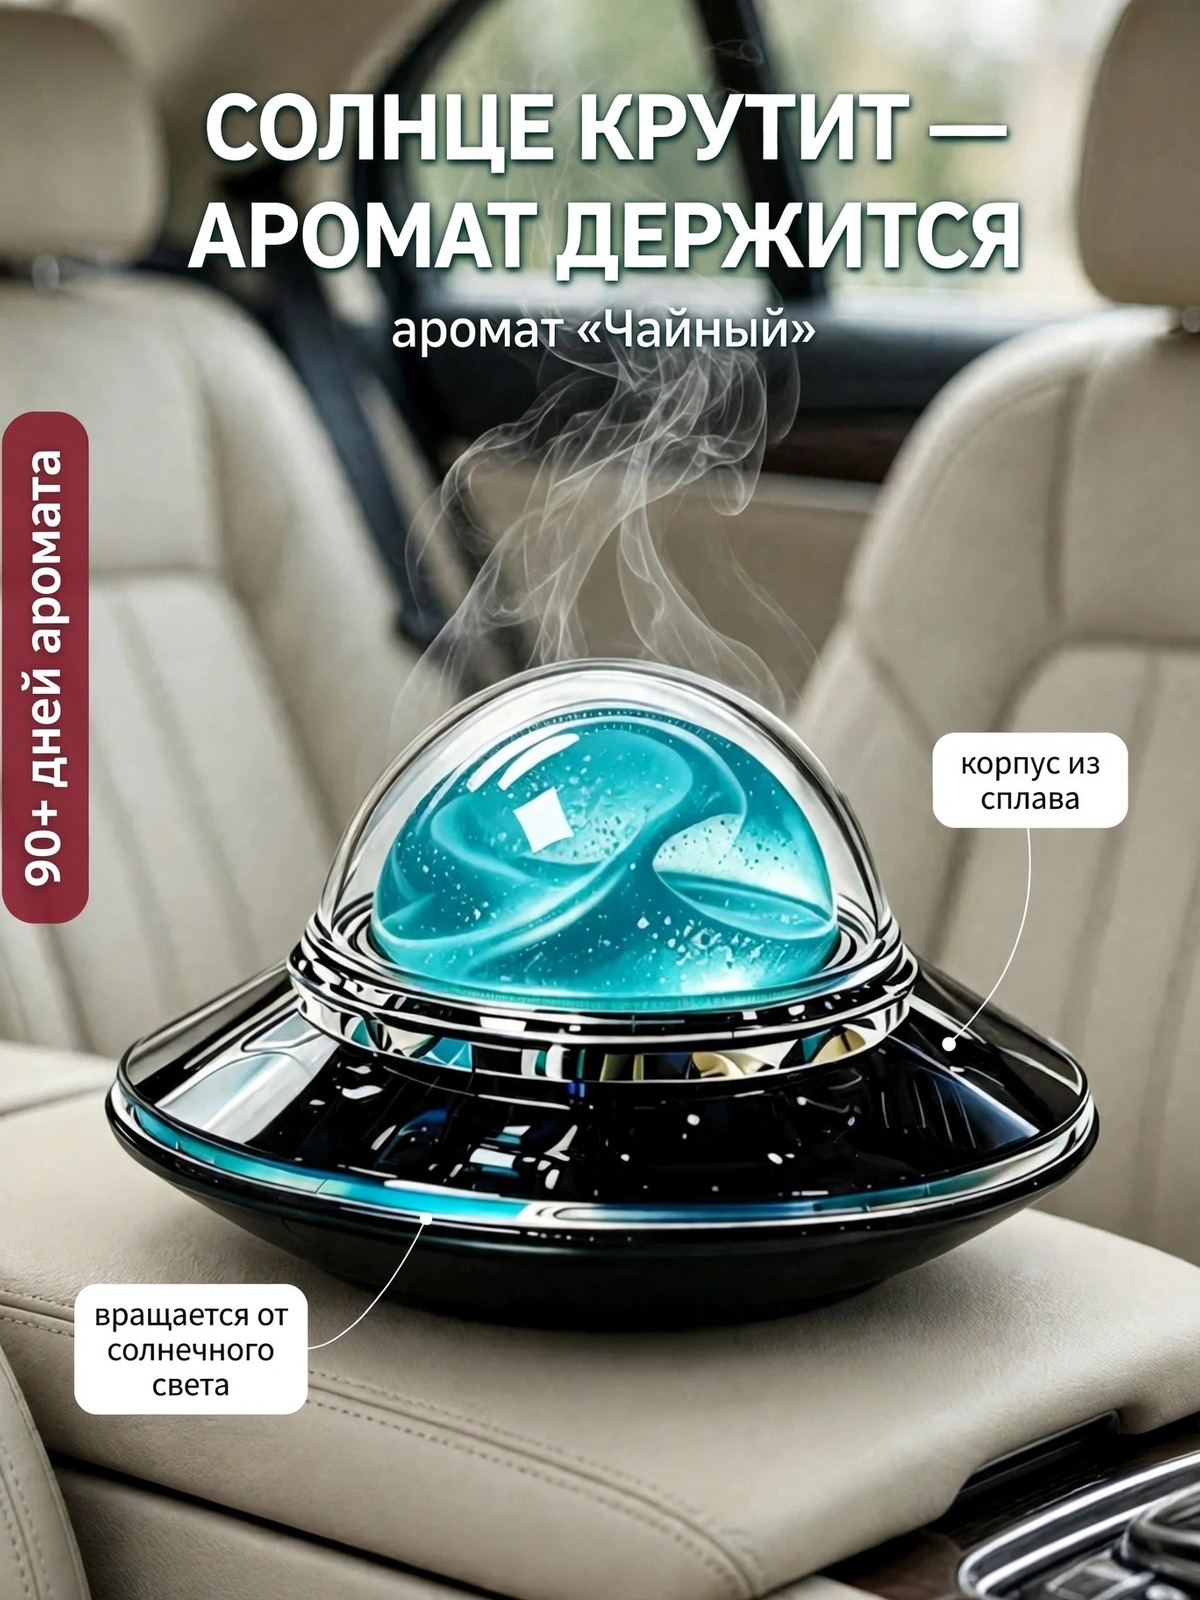 СОЛНЦЕ КРУТИТ —
АРОМАТ ДЕРЖИТСЯ
аромат «Чайный»
90+ дней аромата
корпус из
сплава
вращается от
солнечного
света